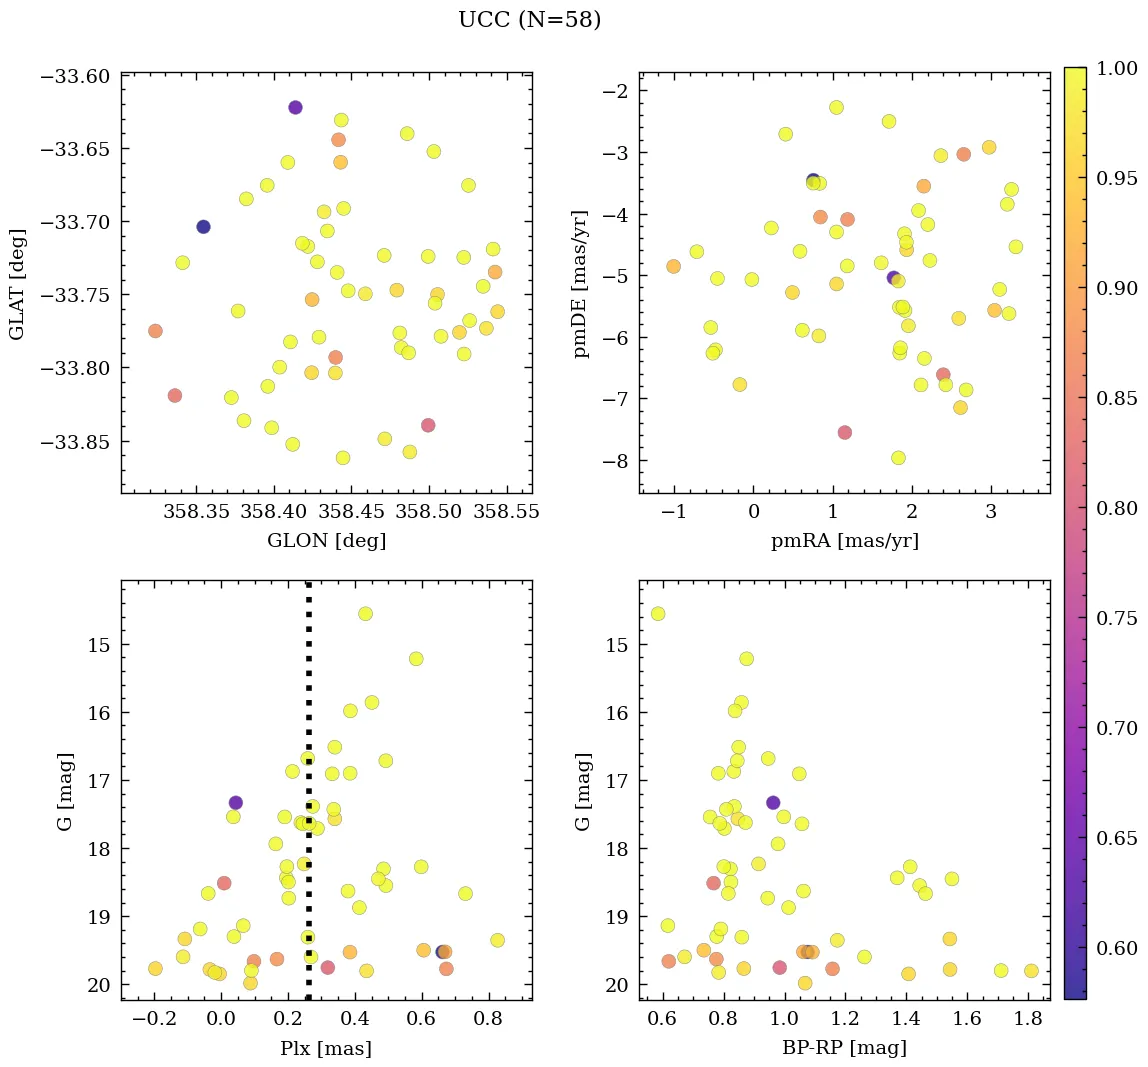 UCC (N=58)
−33.60
−33.65
−33.70
−33.75
−33.80
−33.85
GLAT [deg]
358.35 358.40 358.45 358.50 358.55
GLON [deg]
−2
−3
−4
−5
−6
−7
−8
pmDE [mas/yr]
−1 0 1 2 3
pmRA [mas/yr]
15
16
17
18
19
20
G [mag]
−0.2 0.0 0.2 0.4 0.6 0.8
Plx [mas]
15
16
17
18
19
20
G [mag]
0.6 0.8 1.0 1.2 1.4 1.6 1.8
BP-RP [mag]
1.00
0.95
0.90
0.85
0.80
0.75
0.70
0.65
0.60